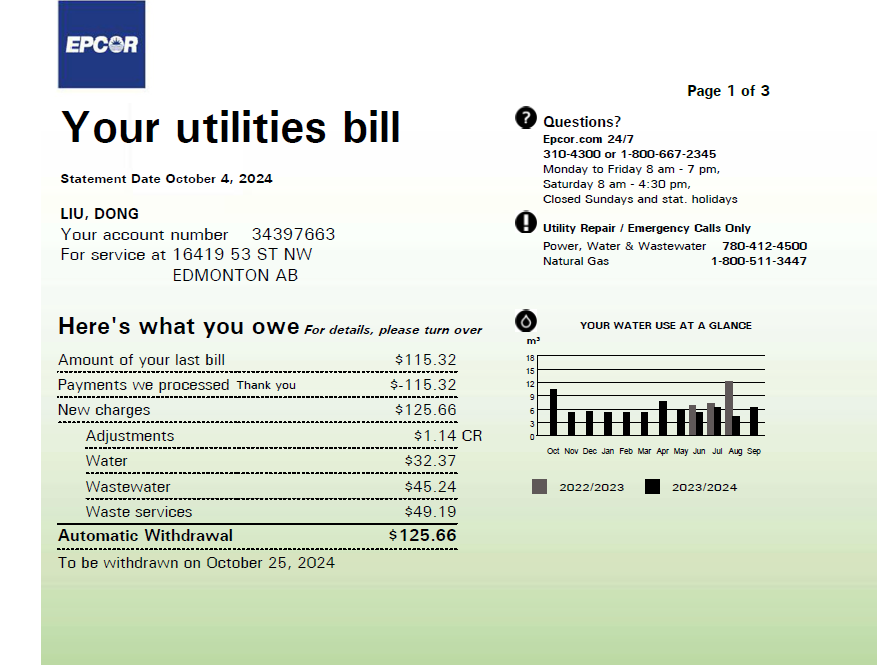 EPCOR
Page 1 of 3
Your utilities bill
Statement Date October 4, 2024
LIU, DONG
Your account number 34397663
For service at 16419 53 ST NW
EDMONTON AB
? Questions?
Epcor.com 24/7
310-4300 or 1-800-667-2345
Monday to Friday 8 am - 7 pm,
Saturday 8 am - 4:30 pm,
Closed Sundays and stat. holidays
! Utility Repair / Emergency Calls Only
Power, Water & Wastewater 780-412-4500
Natural Gas 1-800-511-3447
Here's what you owe For details, please turn over
Amount of your last bill $115.32
Payments we processed Thank you $-115.32
New charges $125.66
Adjustments $1.14 CR
Water $32.37
Wastewater $45.24
Waste services $49.19
Automatic Withdrawal $125.66
To be withdrawn on October 25, 2024
YOUR WATER USE AT A GLANCE
m³
18
15
12
9
6
3
0
Oct Nov Dec Jan Feb Mar Apr May Jun Jul Aug Sep
2022/2023 2023/2024